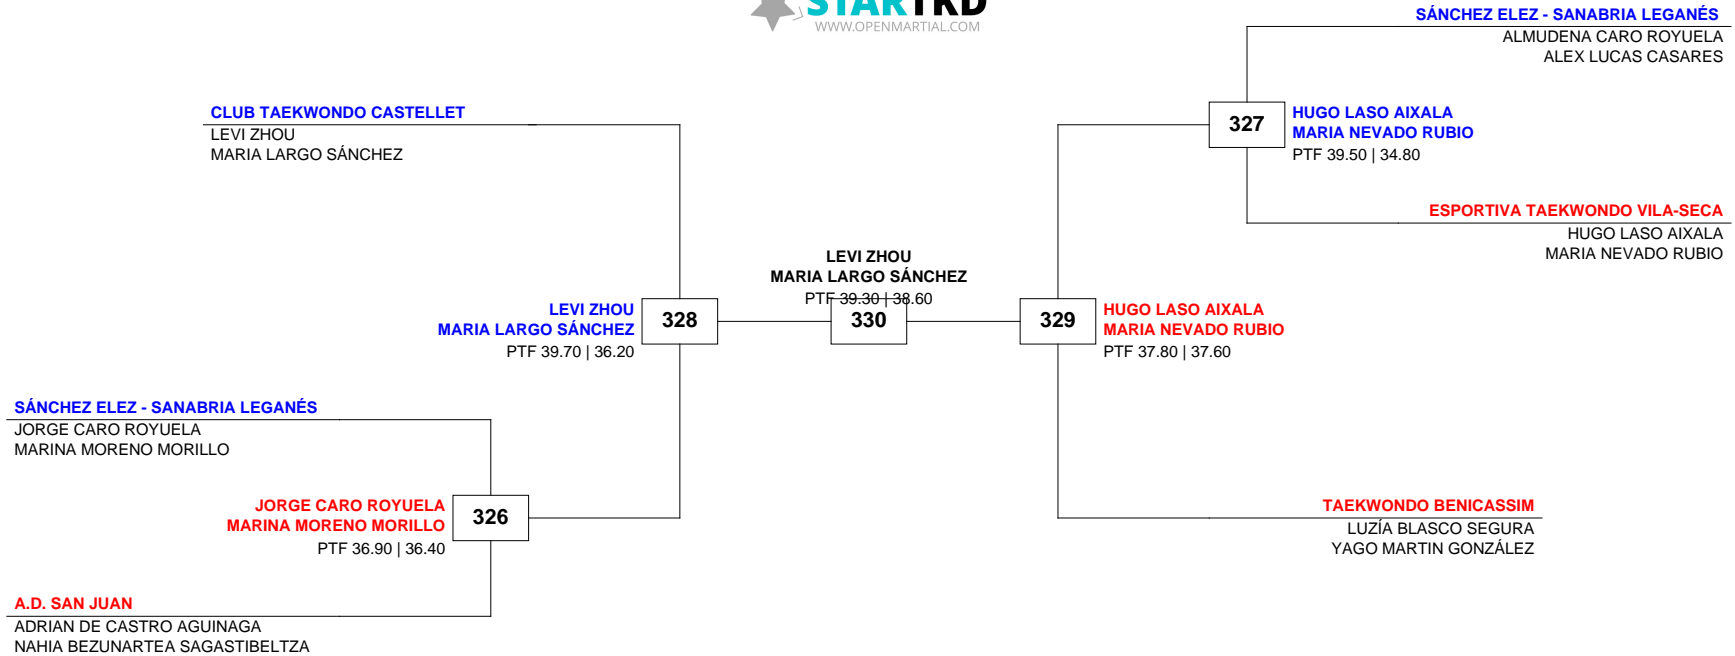 STARTKD
WWW.OPENMARTIAL.COM
SÁNCHEZ ELEZ - SANABRIA LEGANÉS
ALMUDENA CARO ROYUELA
ALEX LUCAS CASARES
CLUB TAEKWONDO CASTELLET
LEVI ZHOU
MARIA LARGO SÁNCHEZ
327
HUGO LASO AIXALA
MARIA NEVADO RUBIO
PTF 39.50 | 34.80
ESPORTIVA TAEKWONDO VILA-SECA
HUGO LASO AIXALA
MARIA NEVADO RUBIO
LEVI ZHOU
MARIA LARGO SÁNCHEZ
PTF 39.30 | 38.60
330
LEVI ZHOU
MARIA LARGO SÁNCHEZ
PTF 39.70 | 36.20
328
329
HUGO LASO AIXALA
MARIA NEVADO RUBIO
PTF 37.80 | 37.60
SÁNCHEZ ELEZ - SANABRIA LEGANÉS
JORGE CARO ROYUELA
MARINA MORENO MORILLO
JORGE CARO ROYUELA
MARINA MORENO MORILLO
PTF 36.90 | 36.40
326
TAEKWONDO BENICASSIM
LUZÍA BLASCO SEGURA
YAGO MARTIN GONZÁLEZ
A.D. SAN JUAN
ADRIAN DE CASTRO AGUINAGA
NAHIA BEZUNARTEA SAGASTIBELTZA